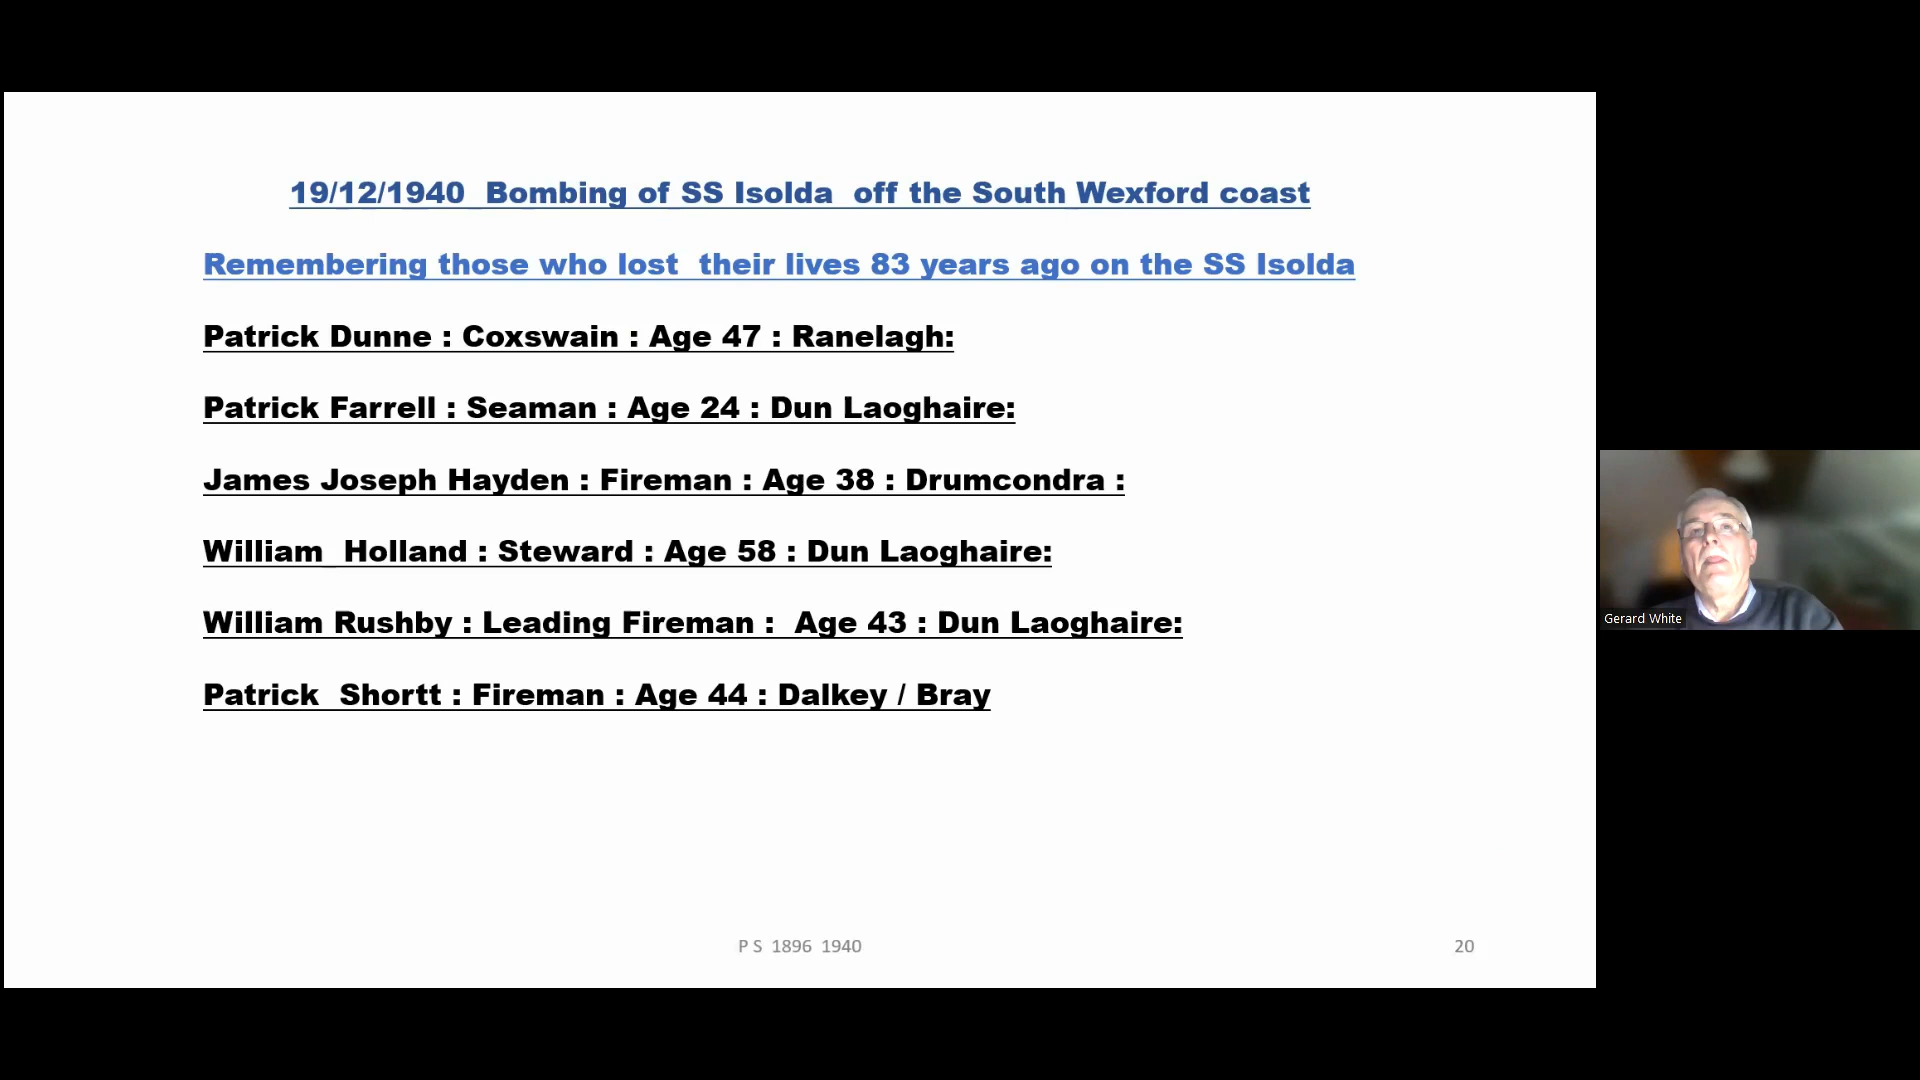 19/12/1940  Bombing of SS Isolda  off the South Wexford coast
Remembering those who lost  their lives 83 years ago on the SS Isolda
Patrick Dunne : Coxswain : Age 47 : Ranelagh:
Patrick Farrell : Seaman : Age 24 : Dun Laoghaire:
James Joseph Hayden : Fireman : Age 38 : Drumcondra :
William  Holland : Steward : Age 58 : Dun Laoghaire:
William Rushby : Leading Fireman :  Age 43 : Dun Laoghaire:
Patrick  Shortt : Fireman : Age 44 : Dalkey / Bray
P S  1896  1940
20
Gerard White